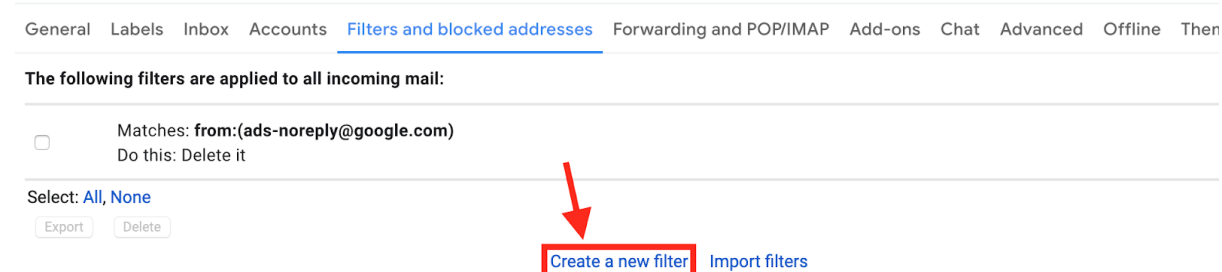 General Labels Inbox Accounts Filters and blocked addresses Forwarding and POP/IMAP Add-ons Chat Advanced Offline
The following filters are applied to all incoming mail:
Matches: from:(ads-noreply@google.com)
Do this: Delete it
Select: All, None
Export Delete
Create a new filter Import filters